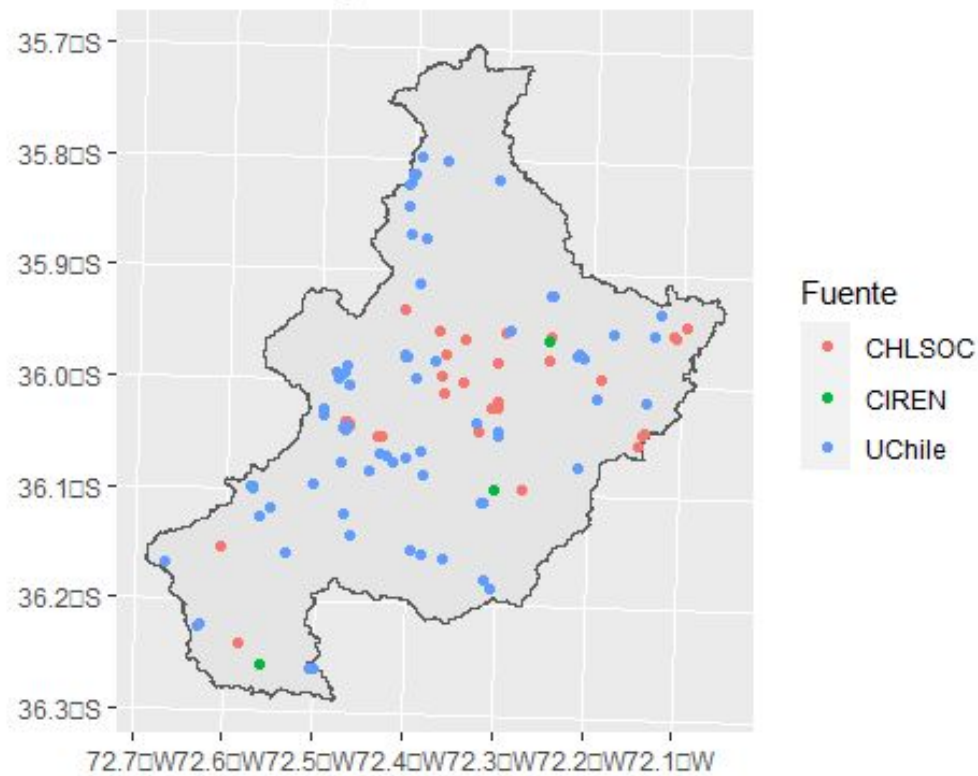 35.7□S
35.8□S
35.9□S
36.0□S
36.1□S
36.2□S
36.3□S
72.7□W72.6□W72.5□W72.4□W72.3□W72.2□W72.1□W
Fuente
CHLSOC
CIREN
UChile